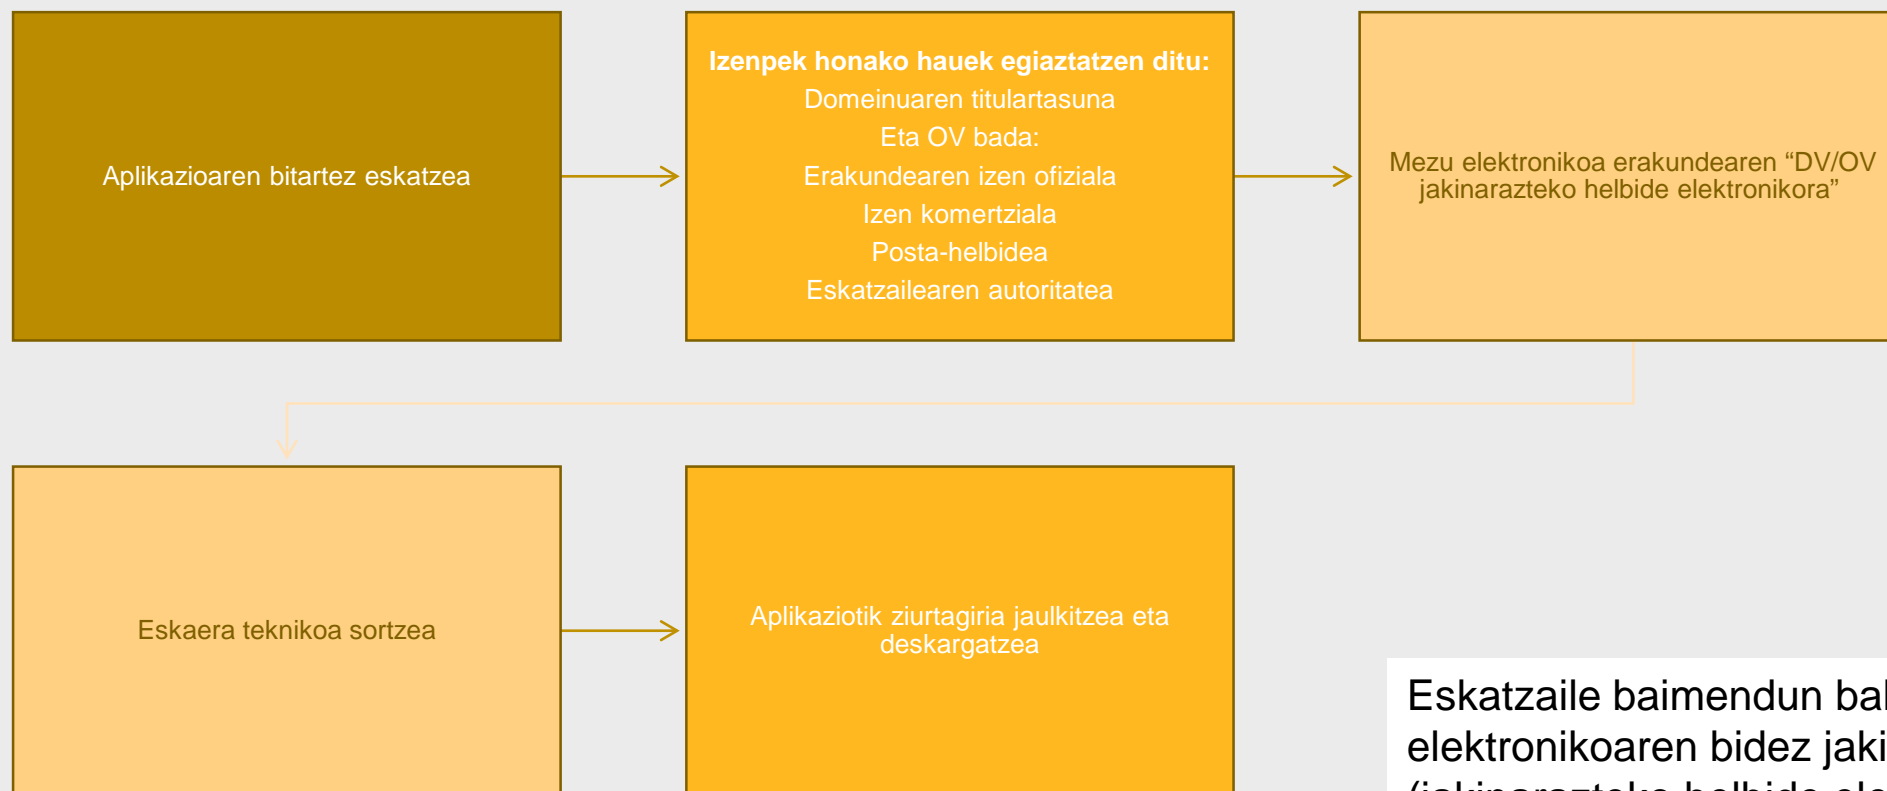 Aplikazioaren bitartez eskatzea
Izenpek honako hauek egiaztatzen ditu:
Domeinuaren titulartasuna
Eta OV bada:
Erakundearen izen ofiziala
Izen komertziala
Posta-helbidea
Eskatzailearen autoritatea
Mezu elektronikoa erakundearen “DV/OV
jakinarazteko helbide elektronikora”
Eskaera teknikoa sortzea
Aplikaziotik ziurtagiria jaulkitzea eta
deskargatzea
Eskatzaile baimendun
elektronikoaren bidez
(jakinarazteko helbide